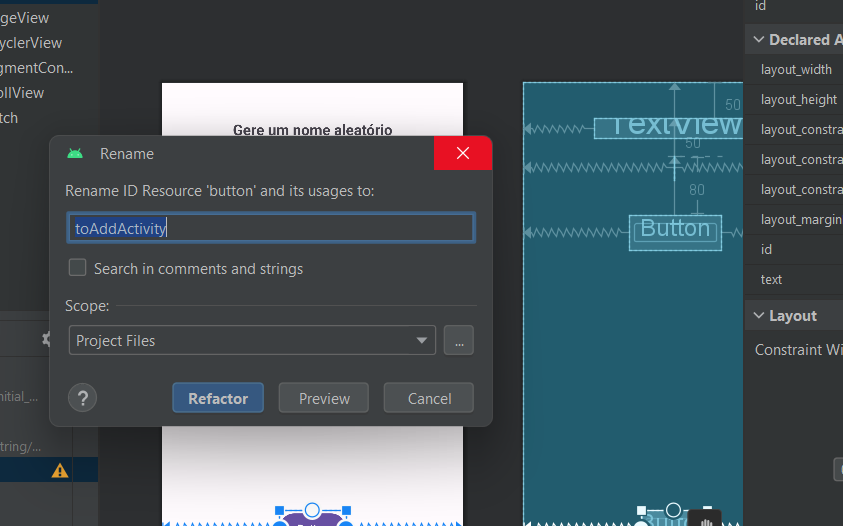 geView
cyclerView
gmentCon...
ollView
tch
nitial_...
tring/...
Gere um nome aleatório
Rename
Rename ID Resource 'button' and its usages to:
toAddActivity
Search in comments and strings
Scope:
Project Files
...
?
Refactor
Preview
Cancel
50
TextView
50
80
Button
id
Declared A
layout_width
layout_height
layout_constra
layout_constra
layout_constra
layout_margin
id
text
Layout
Constraint Wi